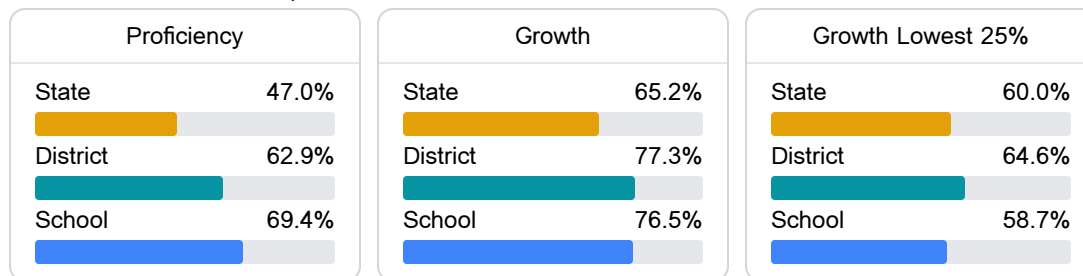 Proficiency
State 47.0%
District 62.9%
School 69.4%
Growth
State 65.2%
District 77.3%
School 76.5%
Growth Lowest 25%
State 60.0%
District 64.6%
School 58.7%